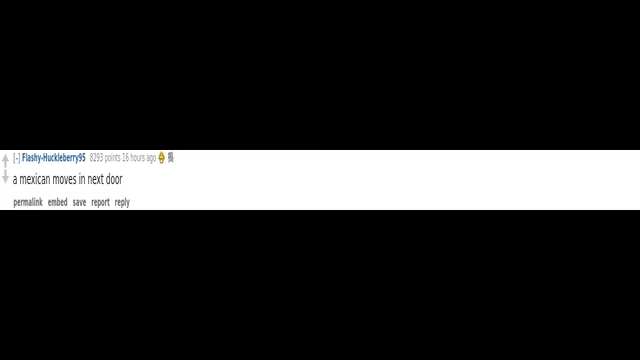 [-] Flashy-Huckleberry95 8293 points 16 hours ago
a mexican moves in next door
permalink embed save report reply